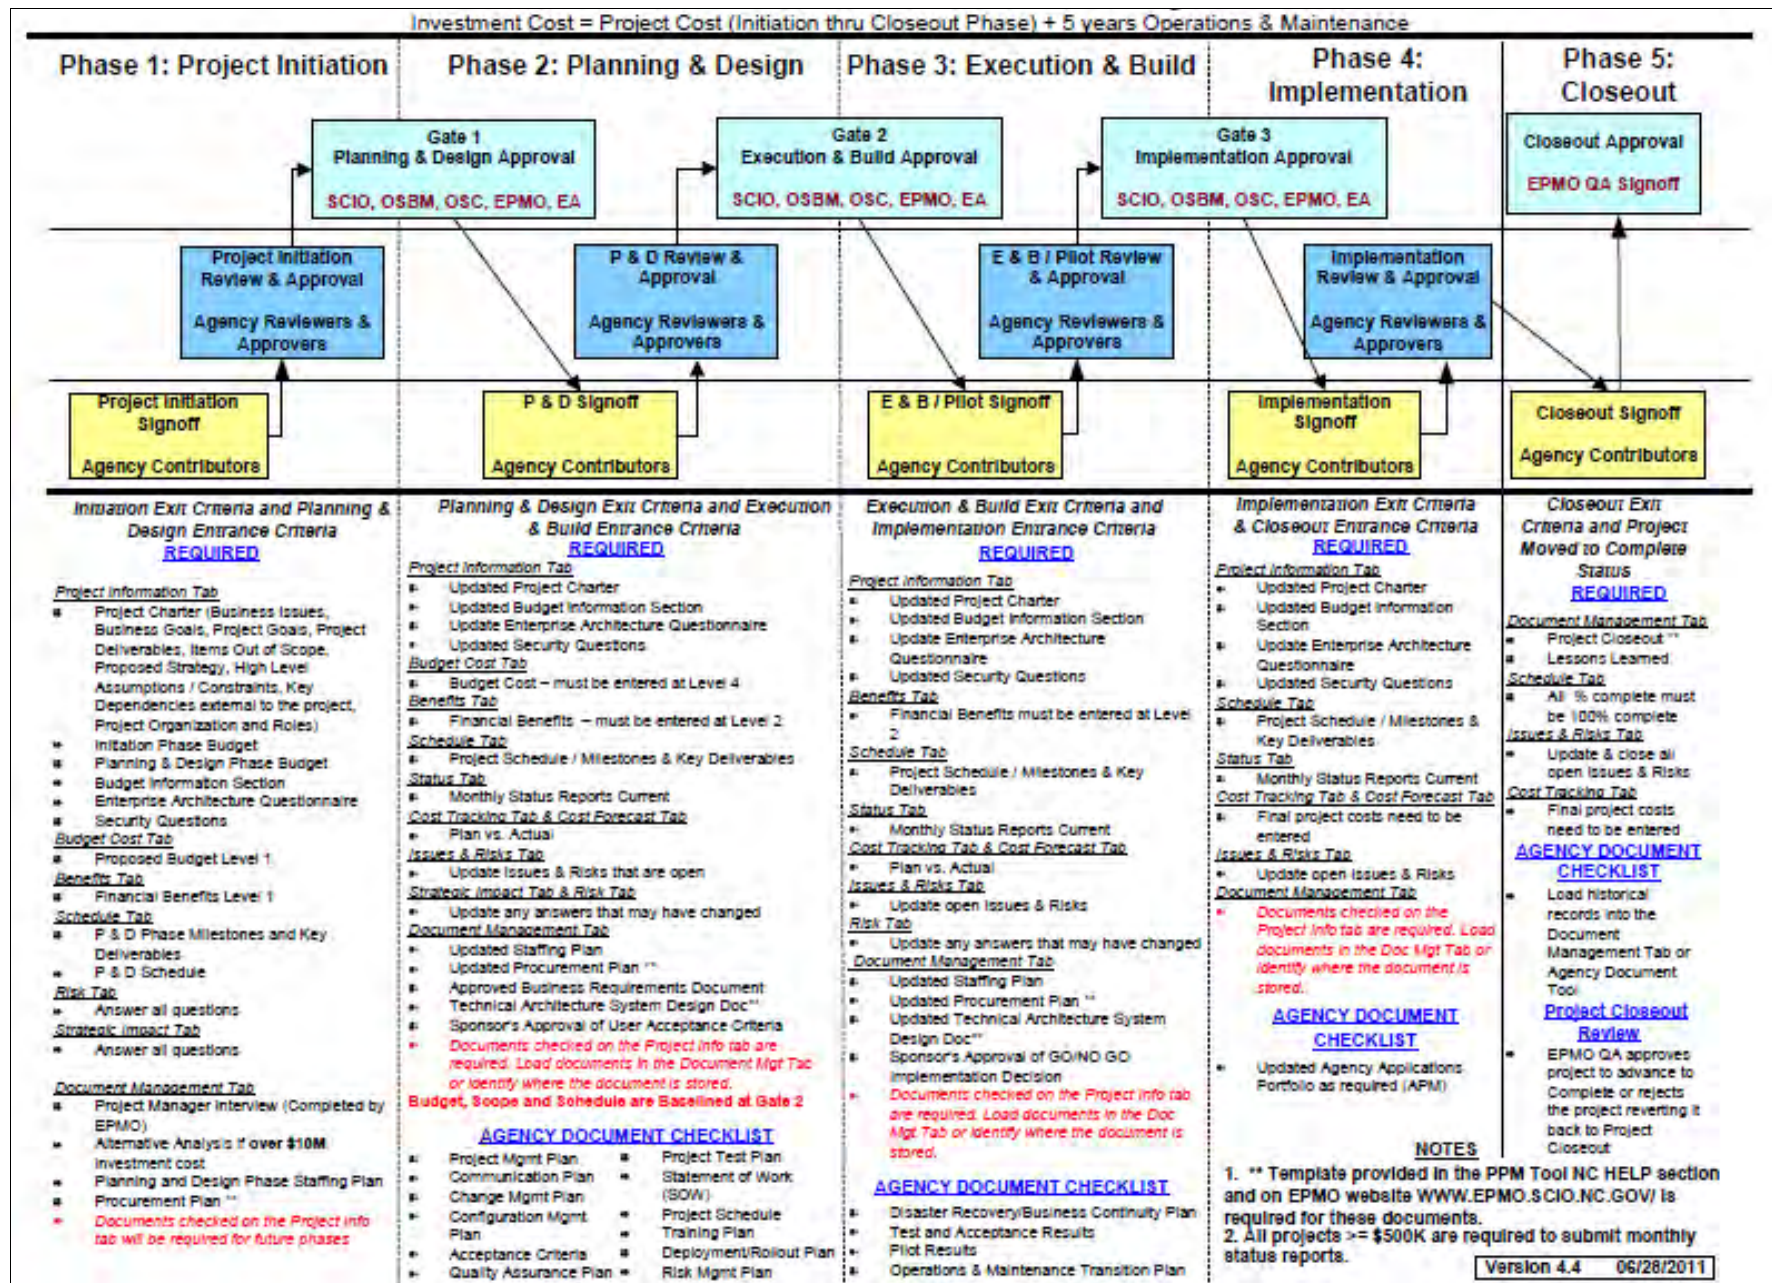 Investment Cost = Project Cost (Initiation thru Closeout Phase) + 5 years Operations & Maintenance
Phase 1: Project Initiation
Phase 2: Planning & Design
Phase 3: Execution & Build
Phase 4:
Implementation
Phase 5:
Closeout
Gate 1
Planning & Design Approval
SCIO, OSBM, OSC, EPMO, EA
Gate 2
Execution & Build Approval
SCIO, OSBM, OSC, EPMO, EA
Gate 3
Implementation Approval
SCIO, OSBM, OSC, EPMO, EA
Closeout Approval
EPMO QA Signoff
Project Initiation
Review & Approval
Agency Reviewers &
Approvers
P & D Review &
Approval
Agency Reviewers &
Approvers
E & B / Pilot Review
& Approval
Agency Reviewers &
Approvers
Implementation
Review & Approval
Agency Reviewers &
Approvers
Project Initiation
Signoff
Agency Contributors
P & D Signoff
Agency Contributors
E & B / Pilot Signoff
Agency Contributors
Implementation
Signoff
Agency Contributors
Closeout Signoff
Agency Contributors
Initiation Exit Criteria and Planning &
Design Entrance Criteria
REQUIRED
Project Information Tab
Project Charter (Business Issues,
Business Goals, Project Goals, Project
Deliverables, Items Out of Scope,
Proposed Strategy, High Level
Assumptions / Constraints, Key
Dependencies external to the project,
Project Organization and Roles)
Initation Phase Budget
Planning & Design Phase Budget
Budget Information Section
Enterprise Architecture Questionnaire
Security Questions
Budget Cost Tab
Proposed Budget Level 1
Benefits Tab
Financial Benefits Level 1
Schedule Tab
P & D Phase Milestones and Key
Deliverables
P & D Schedule
Risk Tab
Answer all questions
Strategic Impact Tab
Answer all questions
Document Management Tab
Project Manager Interview (Completed by
EPMO)
Alternative Analysis if over $10M
investment cost
Planning and Design Phase Staffing Plan
Procurement Plan **
Documents checked on the Project info
tab will be required for future phases
Planning & Design Exit Criteria and Execution
& Build Entrance Criteria
REQUIRED
Project Information Tab
Updated Project Charter
Updated Budget Information Section
Update Enterprise Architecture Questionnaire
Updated Security Questions
Budget Cost Tab
Budget Cost – must be entered at Level 4
Benefits Tab
Financial Benefits – must be entered at Level 2
Schedule Tab
Project Schedule / Milestones & Key Deliverables
Status Tab
Monthly Status Reports Current
Cost Tracking Tab & Cost Forecast Tab
Plan vs. Actual
Issues & Risks Tab
Update Issues & Risks that are open
Strategic Impact Tab & Risk Tab
Update any answers that may have changed
Document Management Tab
Updated Staffing Plan
Updated Procurement Plan **
Approved Business Requirements Document
Technical Architecture System Design Doc**
Sponsor's Approval of User Acceptance Criteria
Documents checked on the Project Info tab are
required. Load documents in the Document Mgt Tab
or identify where the document is stored.
Budget, Scope and Schedule are Baselined at Gate 2
AGENCY DOCUMENT CHECKLIST
Project Mgmt Plan
Communication Plan
Change Mgmt Plan
Configuration Mgmt
Plan
Acceptance Criteria
Quality Assurance Plan
Project Test Plan
Statement of Work
(SOW)
Project Schedule
Training Plan
Deployment/Rollout Plan
Risk Mgmt Plan
Execution & Build Exit Criteria and
Implementation Entrance Criteria
REQUIRED
Project Information Tab
Updated Project Charter
Updated Budget Information Section
Update Enterprise Architecture
Questionnaire
Updated Security Questions
Benefits Tab
Financial Benefits must be entered at Level
2
Schedule Tab
Project Schedule / Milestones & Key
Deliverables
Status Tab
Monthly Status Reports Current
Cost Tracking Tab & Cost Forecast Tab
Plan vs. Actual
Issues & Risks Tab
Update open Issues & Risks
Risk Tab
Update any answers that may have changed
Document Management Tab
Updated Staffing Plan
Updated Procurement Plan **
Updated Technical Architecture System
Design Doc**
Sponsor's Approval of GO/NO GO
Implementation Decision
Documents checked on the Project Info tab
are required. Load documents in the Doc
Mgt Tab or identify where the document is
stored.
AGENCY DOCUMENT CHECKLIST
Disaster Recovery/Business Continuity Plan
Test and Acceptance Results
Pilot Results
Operations & Maintenance Transition Plan
Implementation Exit Criteria
& Closeout Entrance Criteria
REQUIRED
Project Information Tab
Updated Project Charter
Updated Budget Information
Section
Update Enterprise Architecture
Questionnaire
Updated Security Questions
Schedule Tab
Project Schedule / Milestones &
Key Deliverables
Status Tab
Monthly Status Reports Current
Cost Tracking Tab & Cost Forecast Tab
Final project costs need to be
entered
Issues & Risks Tab
Update open Issues & Risks
Document Management Tab
Documents checked on the
Project Info tab are required. Load
documents in the Doc Mgt Tab or
identify where the document is
stored.
AGENCY DOCUMENT
CHECKLIST
Updated Agency Applications
Portfolio as required (APM)
Closeout Exit
Criteria and Project
Moved to Complete
Status
REQUIRED
Document Management Tab
Project Closeout **
Lessons Learned
Schedule Tab
All % complete must
be 100% complete
Issues & Risks Tab
Update & close all
open Issues & Risks
Cost Tracking Tab
Final project costs
need to be entered
AGENCY DOCUMENT
CHECKLIST
Load historical
records into the
Document
Management Tab or
Agency Document
Tool
Project Closeout
Review
EPMO QA approves
project to advance to
Complete or rejects
the project reverting it
back to Project
Closeout
NOTES
1. ** Template provided in the PPM Tool NC HELP section
and on EPMO website WWW.EPMO.SCIO.NC.GOV/ is
required for these documents.
2. All projects >= $500K are required to submit monthly
status reports.
Version 4.4 06/28/2011